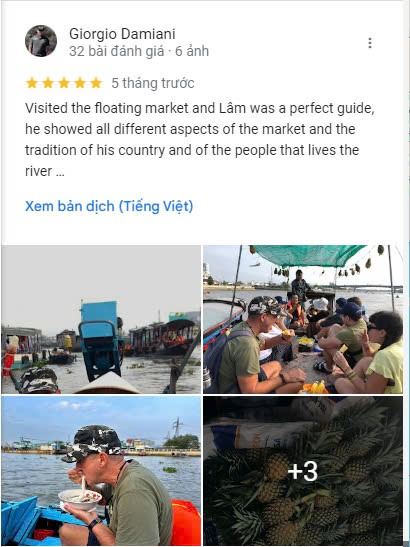 Giorgio Damiani
32 bài đánh giá · 6 ảnh
5 tháng trước
Visited the floating market and Lâm was a perfect guide,
he showed all different aspects of the market and the
tradition of his country and of the people that lives the
river ...
Xem bản dịch (Tiếng Việt)
+3